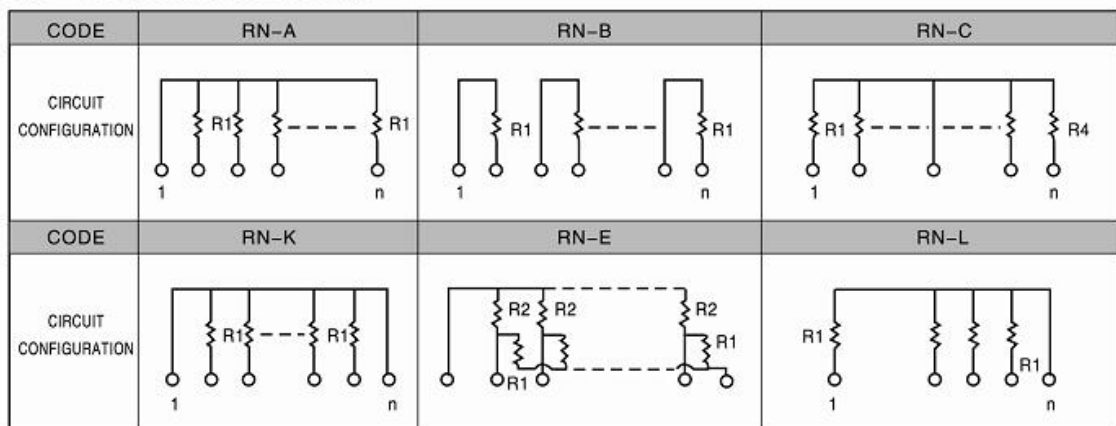 CODE RN-A RN-B RN-C
CIRCUIT
CONFIGURATION
R1 R1
1 n
R1 R1
1 n
R1 R4
1 n
CODE RN-K RN-E RN-L
CIRCUIT
CONFIGURATION
R1 R1
1 n
R2 R2 R2
R1
R1
R1
R1
1 n